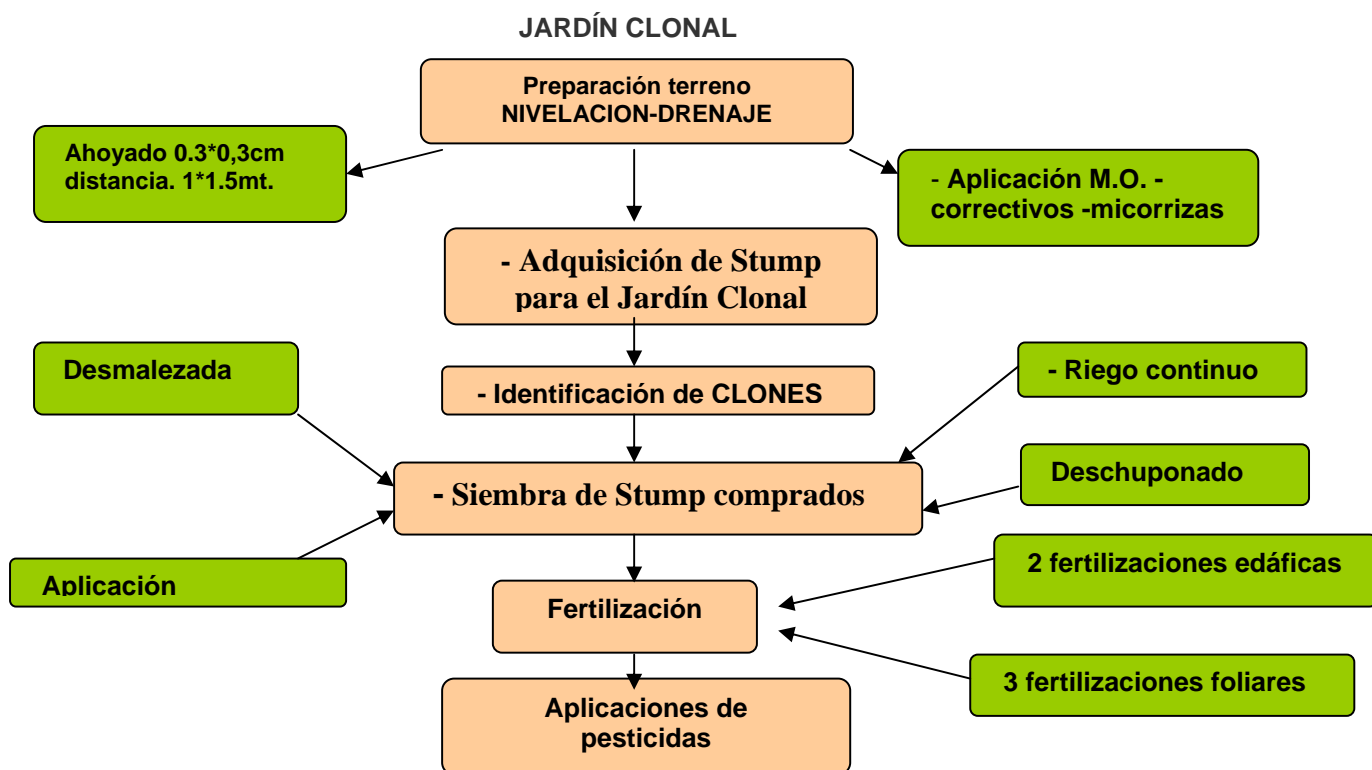 JARDÍN CLONAL
Preparación terreno
NIVELACION-DRENAJE
Ahoyado 0.3*0,3cm
distancia. 1*1.5mt.
- Aplicación M.O. -
correctivos -micorrizas
- Adquisición de Stump
para el Jardín Clonal
Desmalezada
- Riego continuo
- Identificación de CLONES
Deschuponado
- Siembra de Stump comprados
Aplicación
2 fertilizaciones edáficas
Fertilización
3 fertilizaciones foliares
Aplicaciones de
pesticidas